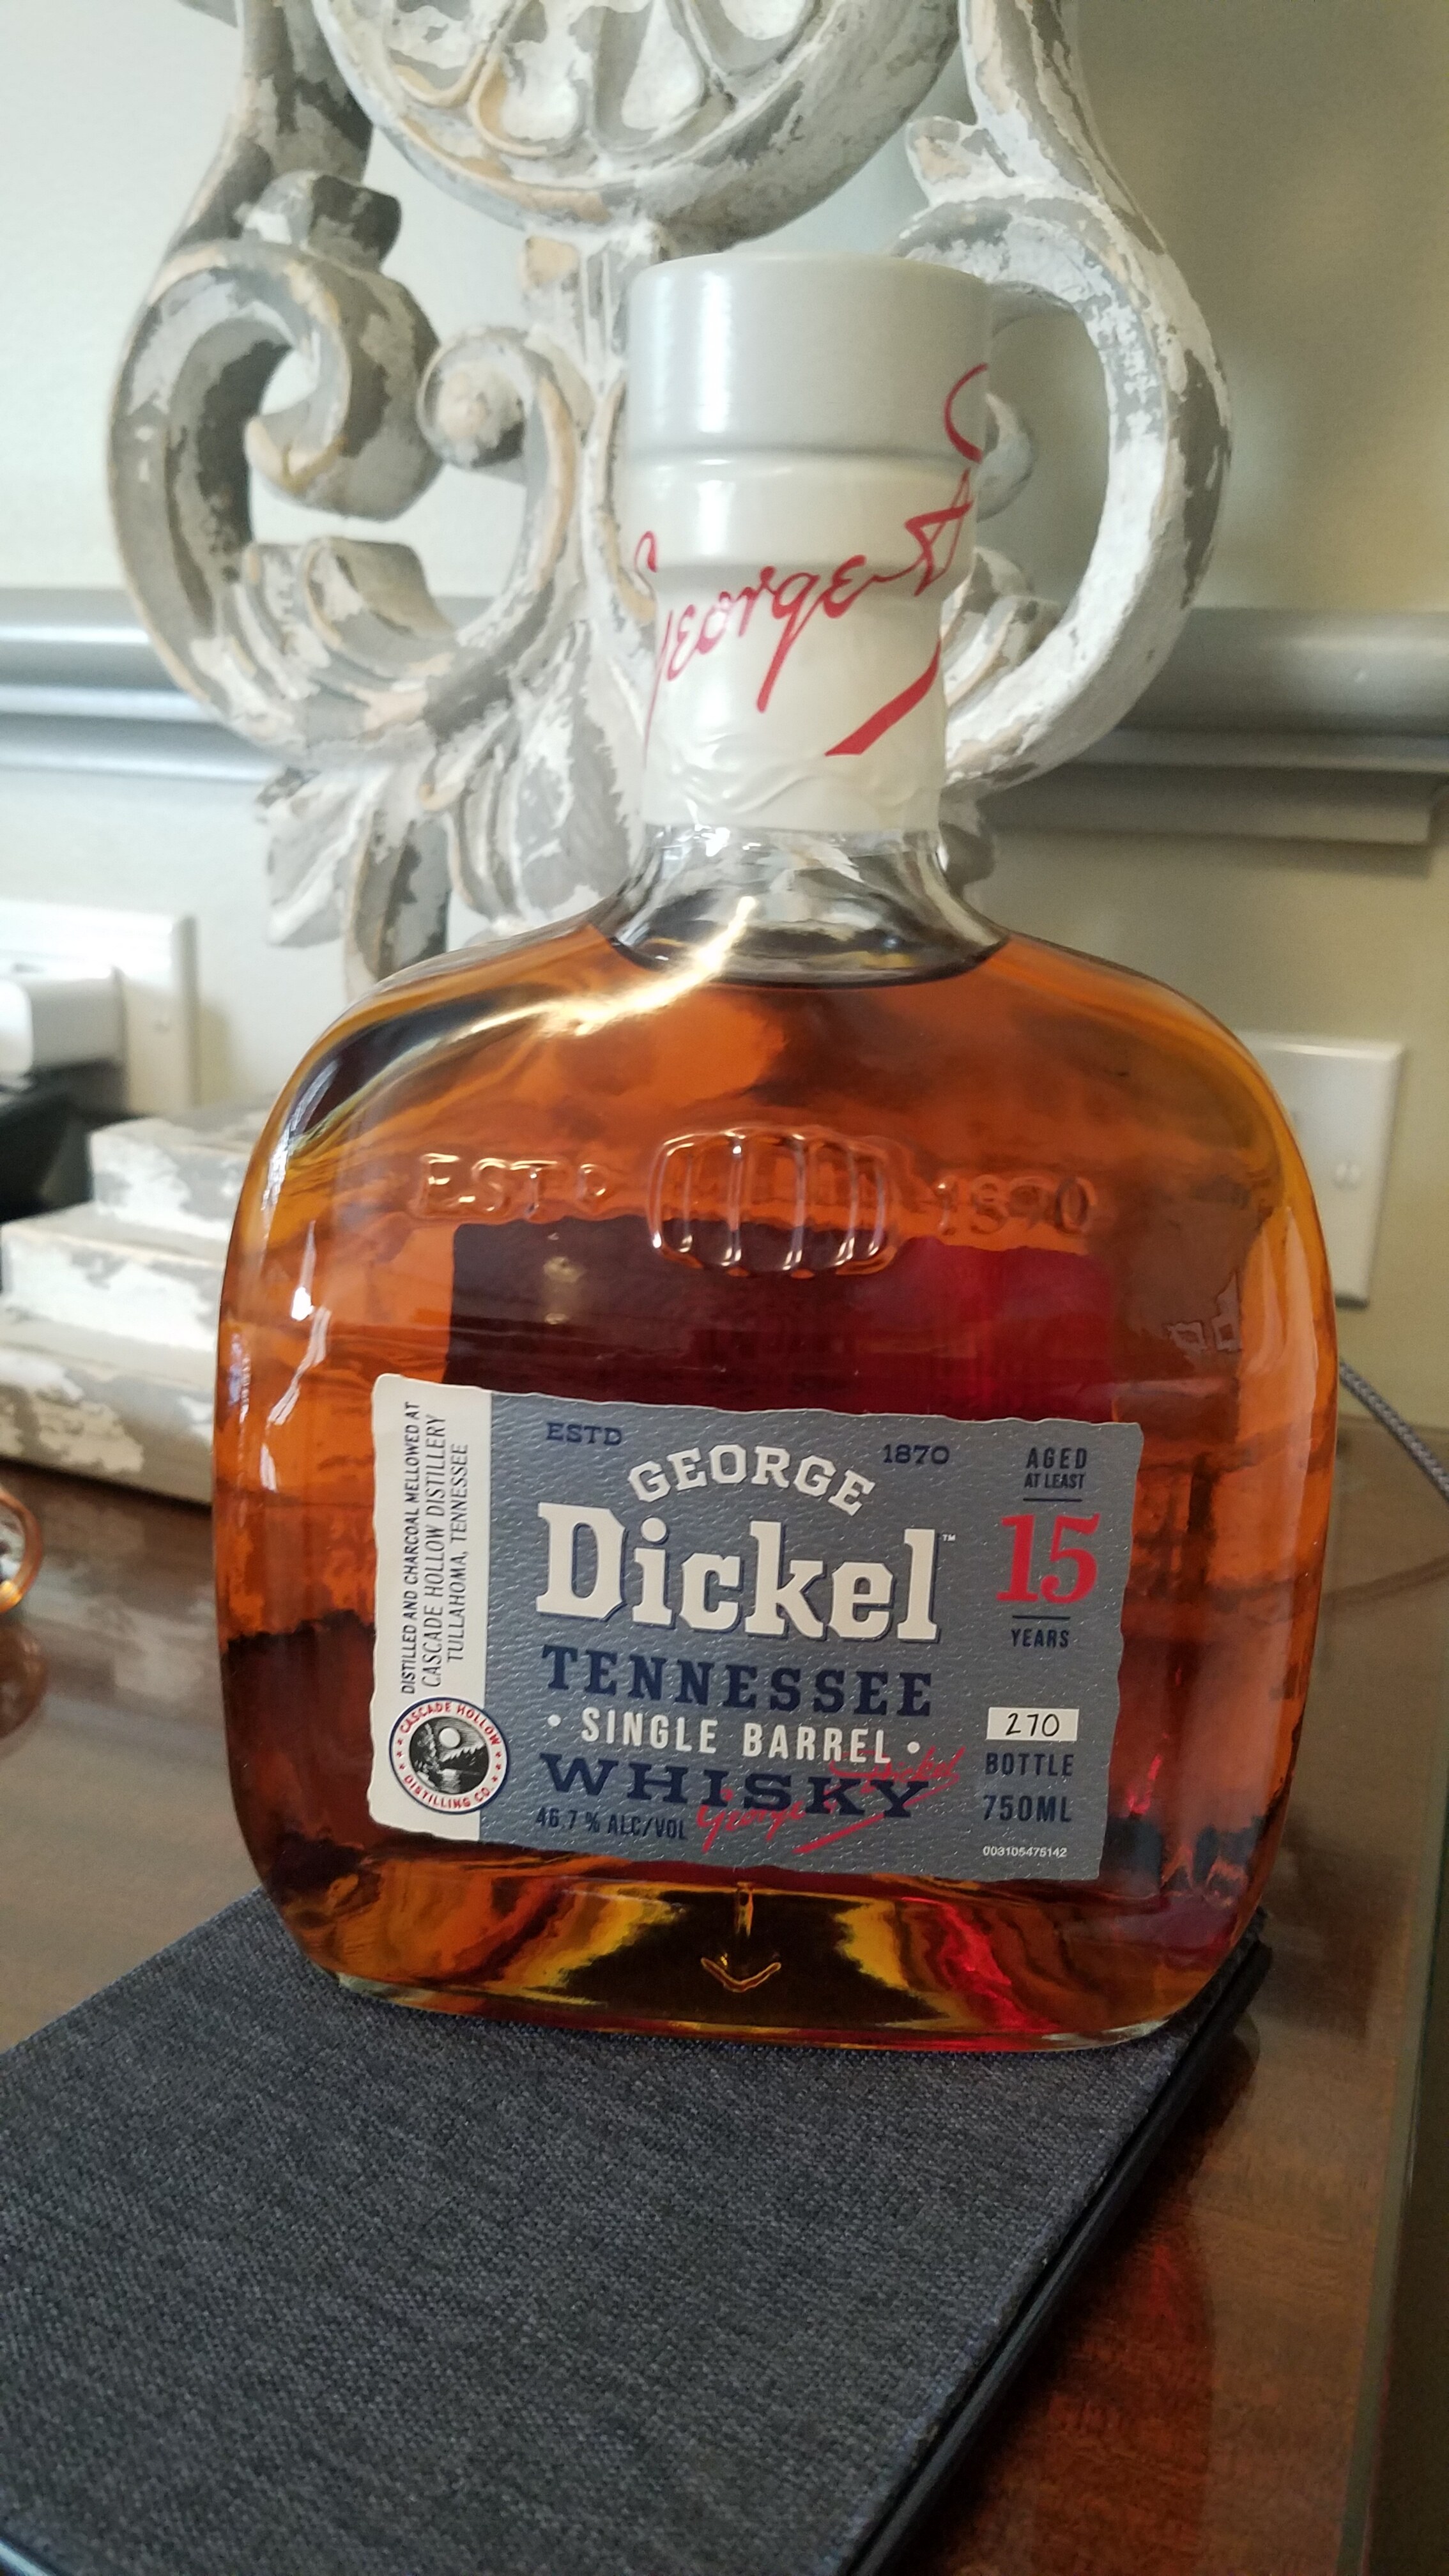 George A
ESTD 1870
DISTILLED AND CHARCOAL MELLOWED AT
CASCADE HOLLOW DISTILLERY
TULLAHOMA, TENNESSEE
CASCADE HOLLOW
DISTILLING CO.
ESTD 1870
GEORGE
Dickel™
TENNESSEE
• SINGLE BARREL •
WHISKY
46.7% ALC/VOL
George Dickel
AGED
AT LEAST
15
YEARS
270
BOTTLE
750ML
003105475142